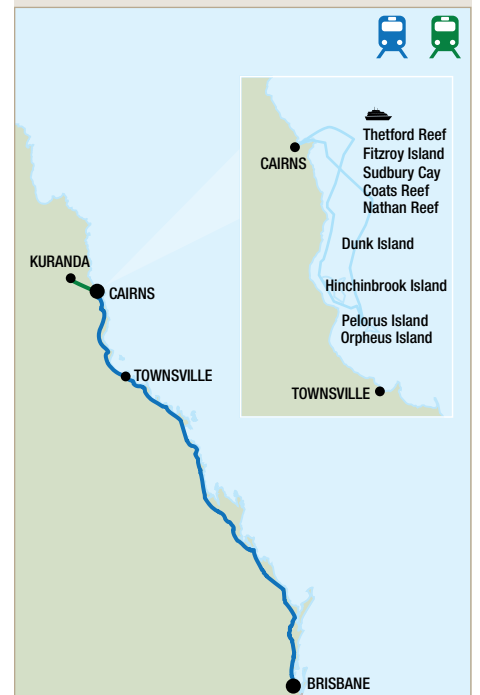 CAIRNS
Thetford Reef
Fitzroy Island
Sudbury Cay
Coats Reef
Nathan Reef
Dunk Island
Hinchinbrook Island
Pelorus Island
Orpheus Island
TOWNSVILLE
KURANDA
CAIRNS
TOWNSVILLE
BRISBANE